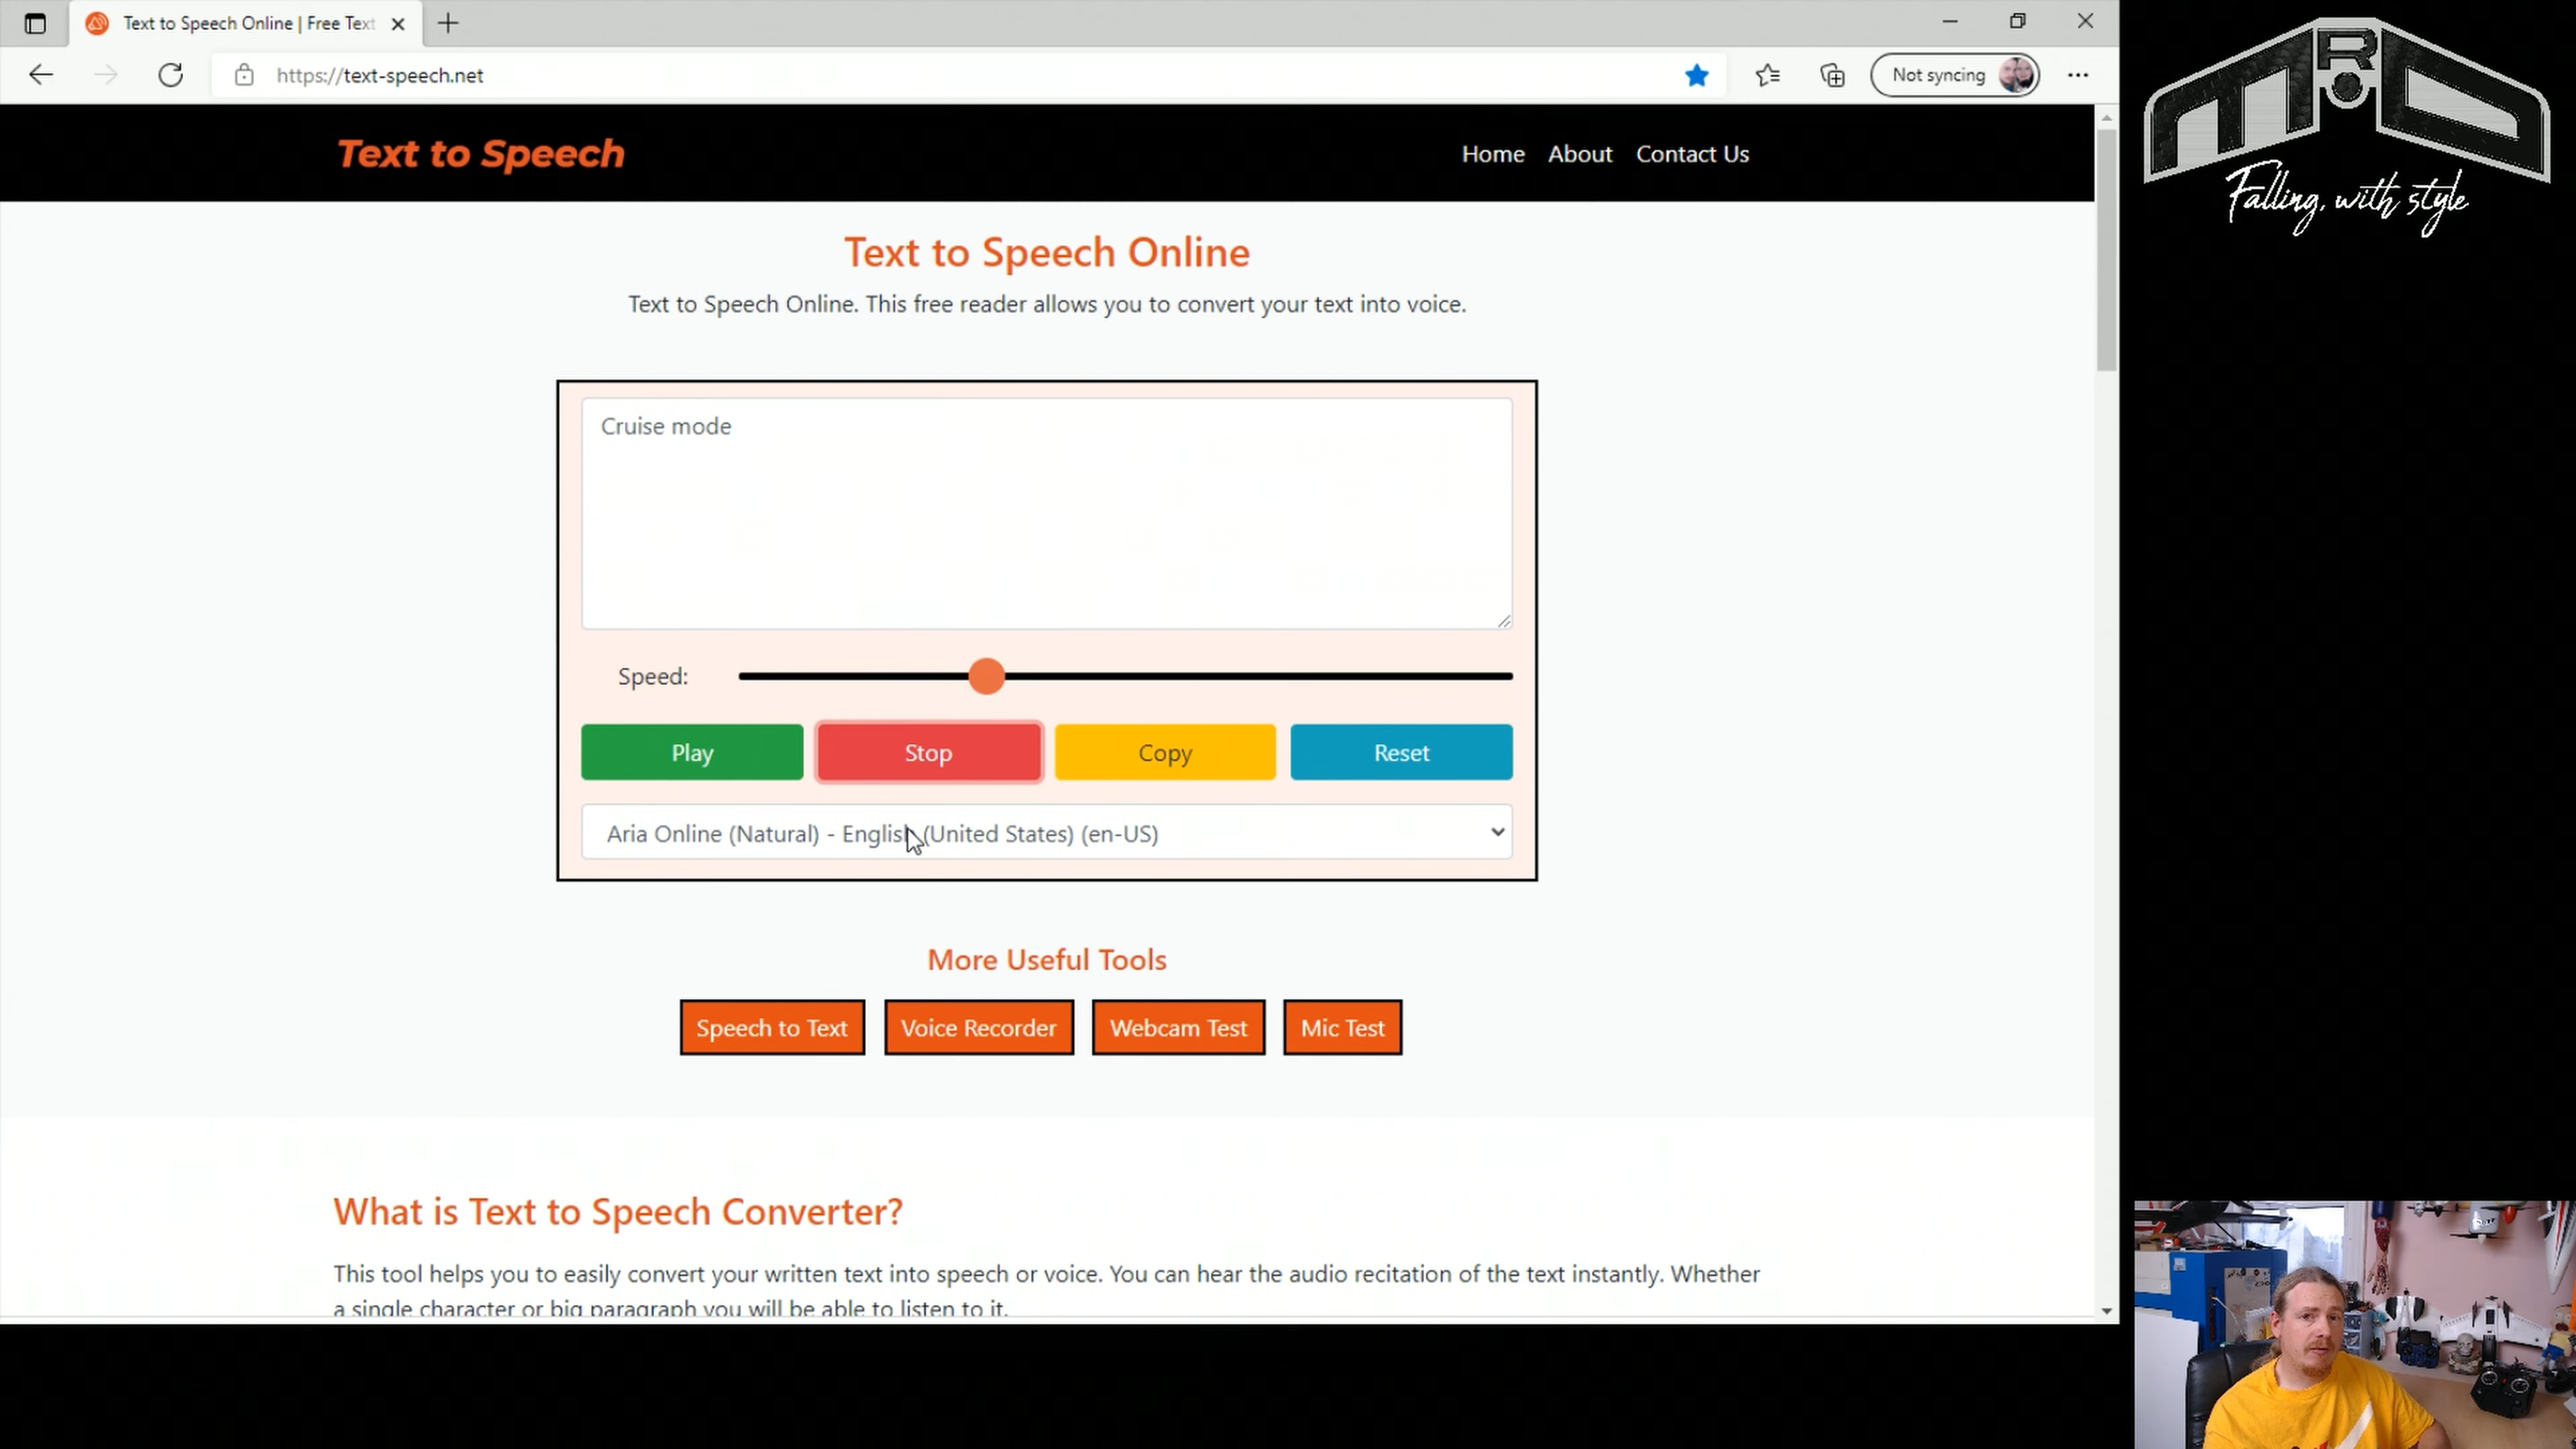 Text to Speech Online | Free Text
https://text-speech.net
Not syncing
Text to Speech
Home About Contact Us
Text to Speech Online
Text to Speech Online. This free reader allows you to convert your text into voice.
Cruise mode
Speed:
Play Stop Copy Reset
Aria Online (Natural) - English (United States) (en-US)
More Useful Tools
Speech to Text Voice Recorder Webcam Test Mic Test
What is Text to Speech Converter?
This tool helps you to easily convert your written text into speech or voice. You can hear the audio recitation of the text instantly. Whether
a single character or big paragraph you will be able to listen to it.
MRD
Falling, with style